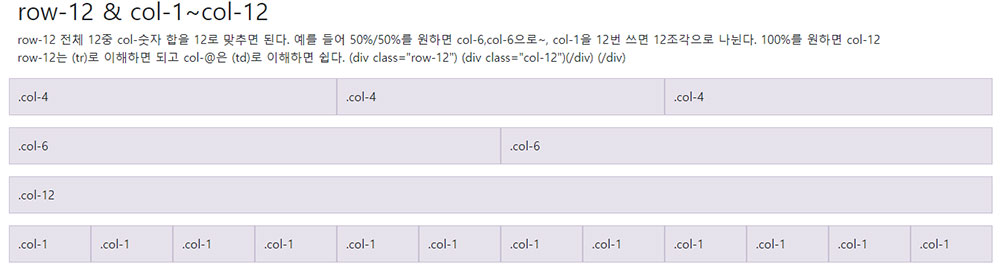 row-12 & col-1~col-12
row-12 전체 12중 col-숫자 합을 12로 맞추면 된다. 예를 들어 50%/50%를 원하면 col-6,col-6으로~, col-1을 12번 쓰면 12조각으로 나뉜다. 100%를 원하면 col-12
row-12는 (tr)로 이해하면 되고 col-@은 (td)로 이해하면 쉽다. (div class="row-12") (div class="col-12")(/div) (/div)
.col-4 .col-4 .col-4
.col-6 .col-6
.col-12
.col-1 .col-1 .col-1 .col-1 .col-1 .col-1 .col-1 .col-1 .col-1 .col-1 .col-1 .col-1